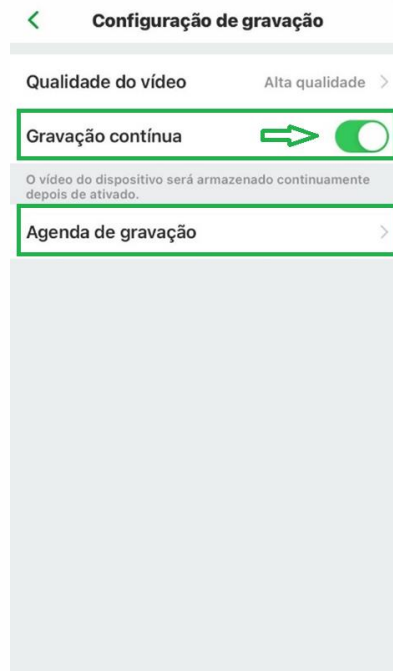 Configuração de gravação
Qualidade do vídeo Alta qualidade
Gravação contínua
O vídeo do dispositivo será armazenado continuamente
depois de ativado.
Agenda de gravação